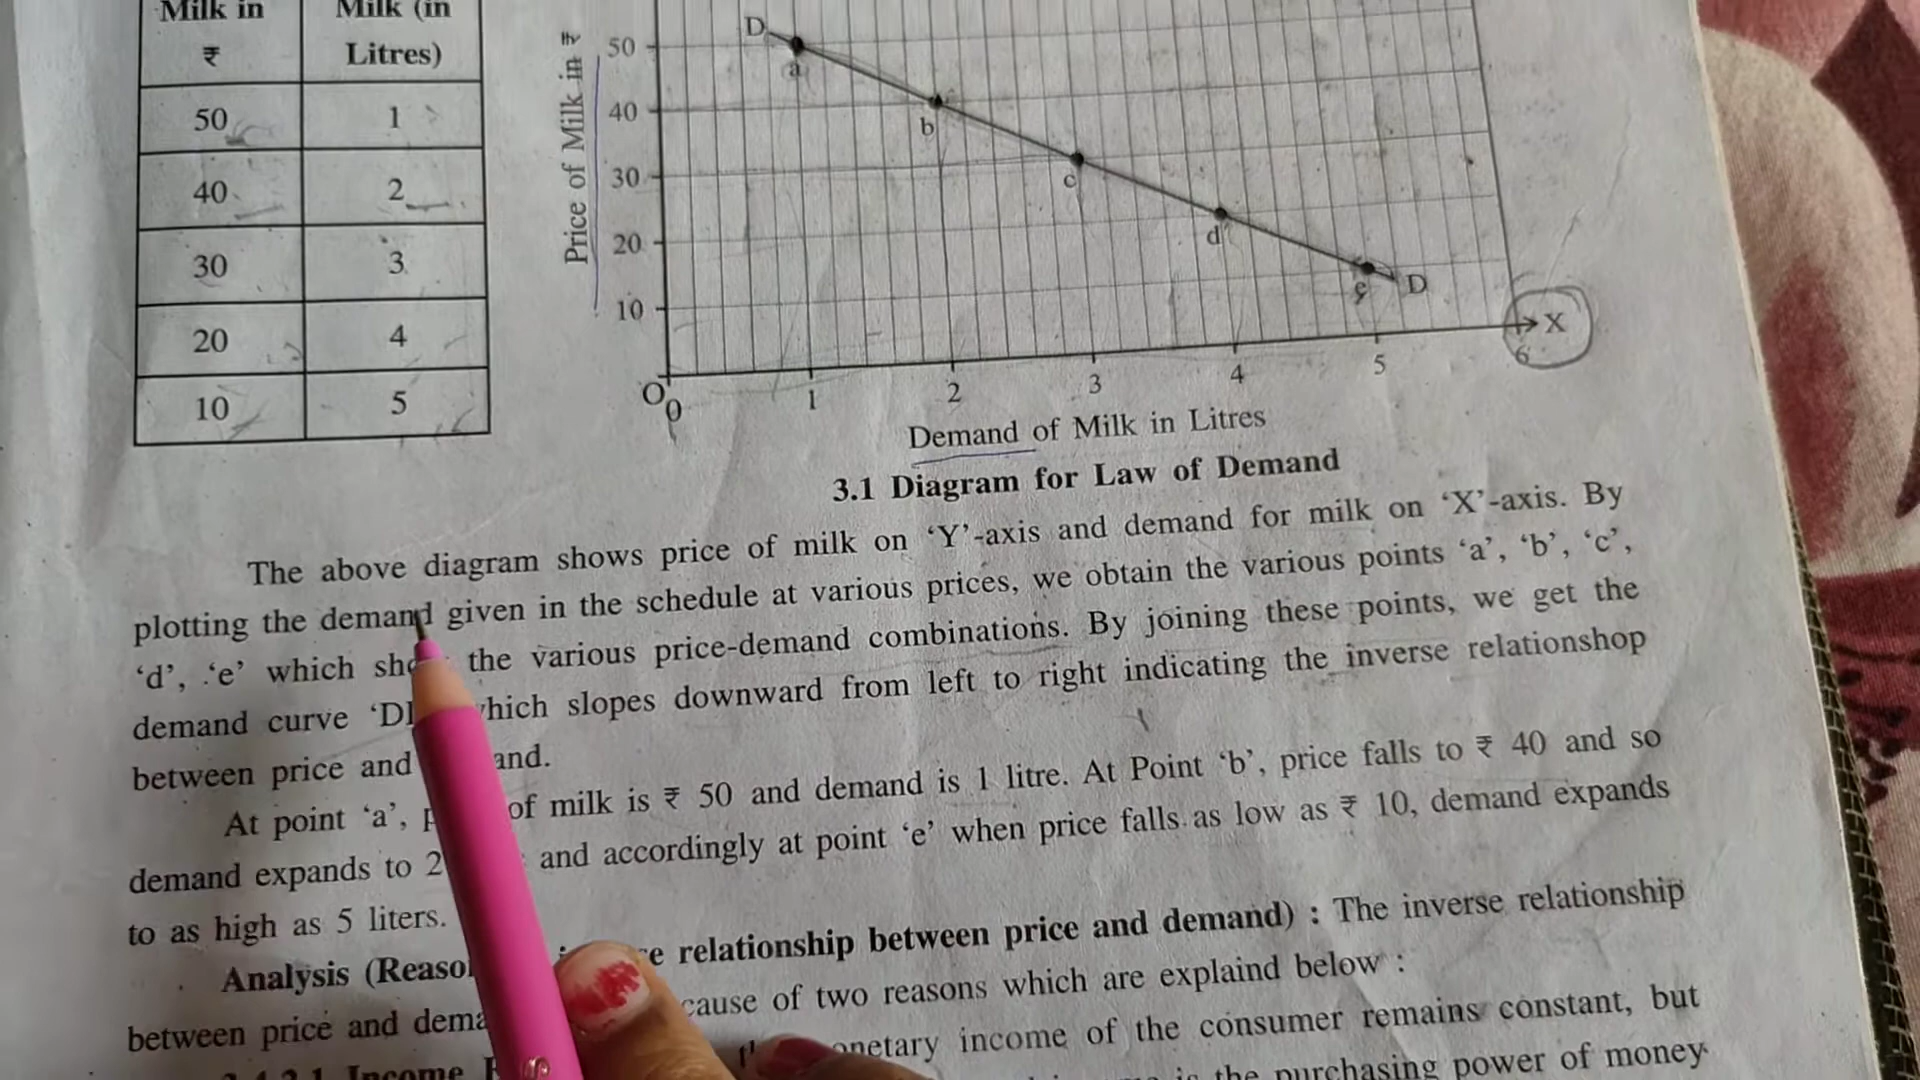 Milk in
₹
Milk (in
Litres)
50 1
40 2
30 3
20 4
10 5
Price of Milk in ₹
50
40
30
20
10
D
a
b
c
d
D
O
0
1
2
3
4
5
6
X
Demand of Milk in Litres
3.1 Diagram for Law of Demand
The above diagram shows price of milk on ‘Y’-axis and demand for milk on ‘X’-axis. By
plotting the demand given in the schedule at various prices, we obtain the various points ‘a’, ‘b’, ‘c’,
‘d’, ‘e’ which the various price-demand combinations. By joining these points, we get the
demand curve slopes downward from left to right indicating the inverse relationshop
between price and
At point ‘a’, of milk is ₹ 50 and demand is 1 litre. At Point ‘b’, price falls to ₹ 40 and so
demand expands to 2 and accordingly at point ‘e’ when price falls as low as ₹ 10, demand expands
to as high as 5 liters.
Analysis relationship between price and demand) : The inverse relationship
between price and of two reasons which are explaind below :
income of the consumer remains constant, but
Income
the purchasing power of money